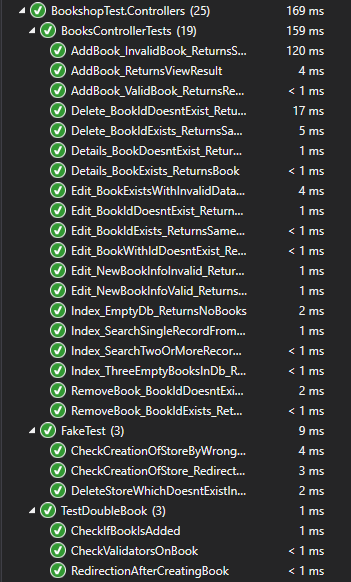 BookshopTest.Controllers (25) 169 ms
BooksControllerTests (19) 159 ms
AddBook_InvalidBook_ReturnsS... 120 ms
AddBook_ReturnsViewResult 4 ms
AddBook_ValidBook_ReturnsRe... < 1 ms
Delete_BookIdDoesntExist_Retu... 17 ms
Delete_BookIdExists_ReturnsSa... 5 ms
Details_BookDoesntExist_Retur... 1 ms
Details_BookExists_ReturnsBook < 1 ms
Edit_BookExistsWithInvalidData... 4 ms
Edit_BookIdDoesntExist_Return... 1 ms
Edit_BookIdExists_ReturnsSame... < 1 ms
Edit_BookWithIdDoesntExist_Re... < 1 ms
Edit_NewBookInfoInvalid_Retur... 1 ms
Edit_NewBookInfoValid_Returns... 1 ms
Index_EmptyDb_ReturnsNoBooks 2 ms
Index_SearchSingleRecordFrom... 1 ms
Index_SearchTwoOrMoreRecor... < 1 ms
Index_ThreeEmptyBooksInDb_R... < 1 ms
RemoveBook_BookIdDoesntExi... 2 ms
RemoveBook_BookIdExists_Ret... < 1 ms
FakeTest (3) 9 ms
CheckCreationOfStoreByWrong... 4 ms
CheckCreationOfStore_Redirect... 3 ms
DeleteStoreWhichDoesntExistIn... 2 ms
TestDoubleBook (3) 1 ms
CheckIfBookIsAdded 1 ms
CheckValidatorsOnBook < 1 ms
RedirectionAfterCreatingBook < 1 ms